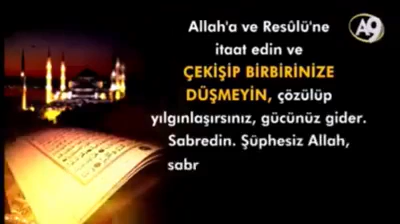 A9
Allah'a ve Resûlü'ne
itaat edin ve
ÇEKİŞİP BİRBİRİNİZE
DÜŞMEYİN, çözülüp
yılgınlaşırsınız, gücünüz gider.
Sabredin. Şüphesiz Allah,
sabr